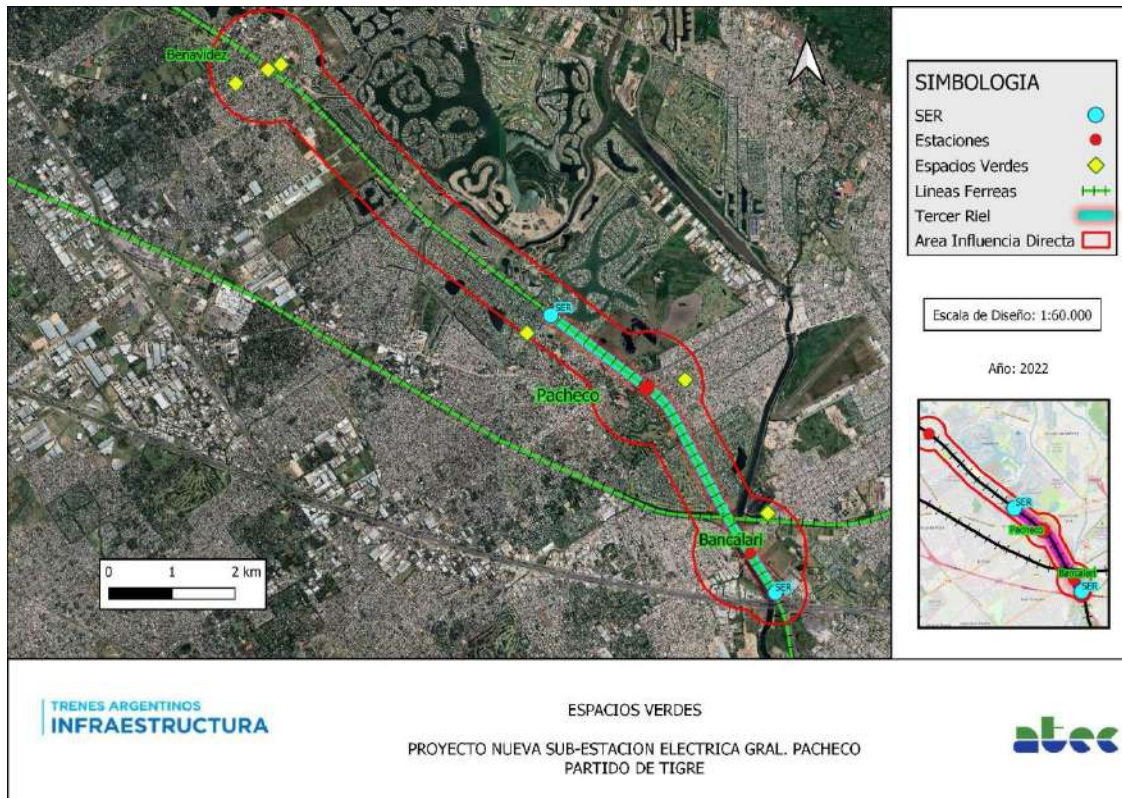 Benavidez
SER
Pacheco
Bancalari
SER
0 1 2 km
SIMBOLOGIA
SER
Estaciones
Espacios Verdes
Lineas Ferreas
Tercer Riel
Area Influencia Directa
Escala de Diseño: 1:60.000
Año: 2022
SER
Pacheco
Bancalari
SER
TRENES ARGENTINOS
INFRAESTRUCTURA
ESPACIOS VERDES
PROYECTO NUEVA SUB-ESTACION ELECTRICA GRAL. PACHECO
PARTIDO DE TIGRE
atec